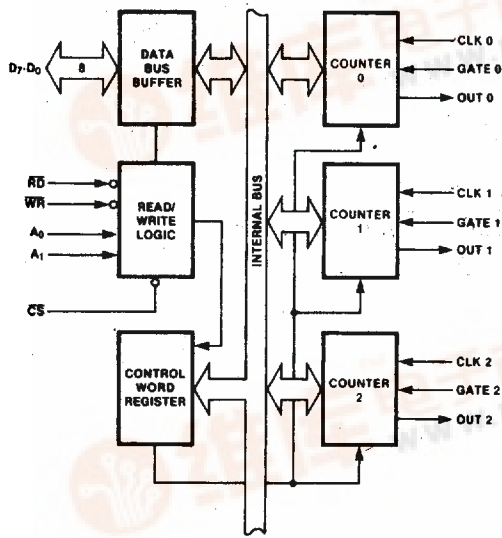 D7-D0
8
DATA
BUS
BUFFER
COUNTER
0
CLK 0
GATE 0
OUT 0
RD
WR
A0
A1
CS
READ/
WRITE
LOGIC
INTERNAL BUS
COUNTER
1
CLK 1
GATE 1
OUT 1
CONTROL
WORD
REGISTER
COUNTER
2
CLK 2
GATE 2
OUT 2